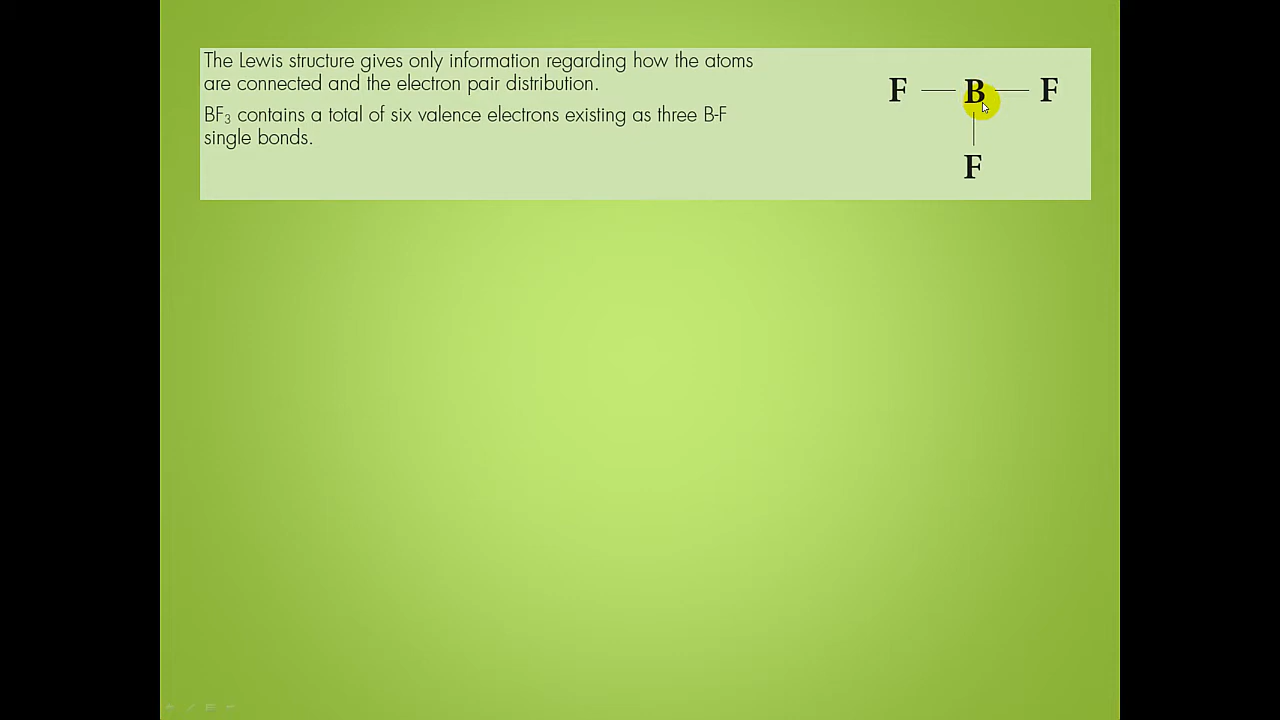 The Lewis structure gives only information regarding how the atoms
are connected and the electron pair distribution.
BF₃ contains a total of six valence electrons existing as three B-F
single bonds.
F — B — F
F